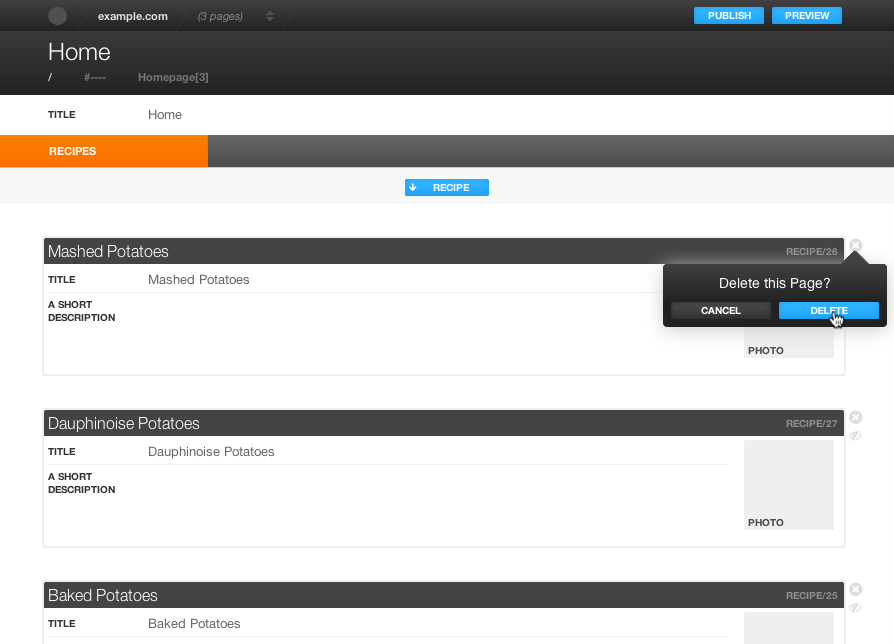 example.com (3 pages) PUBLISH PREVIEW
Home
/ #---- Homepage[3]
TITLE Home
RECIPES
RECIPE
Mashed Potatoes RECIPE/26
TITLE Mashed Potatoes
Delete this Page?
A SHORT
DESCRIPTION
CANCEL DELETE
PHOTO
Dauphinoise Potatoes RECIPE/27
TITLE Dauphinoise Potatoes
A SHORT
DESCRIPTION
PHOTO
Baked Potatoes RECIPE/25
TITLE Baked Potatoes